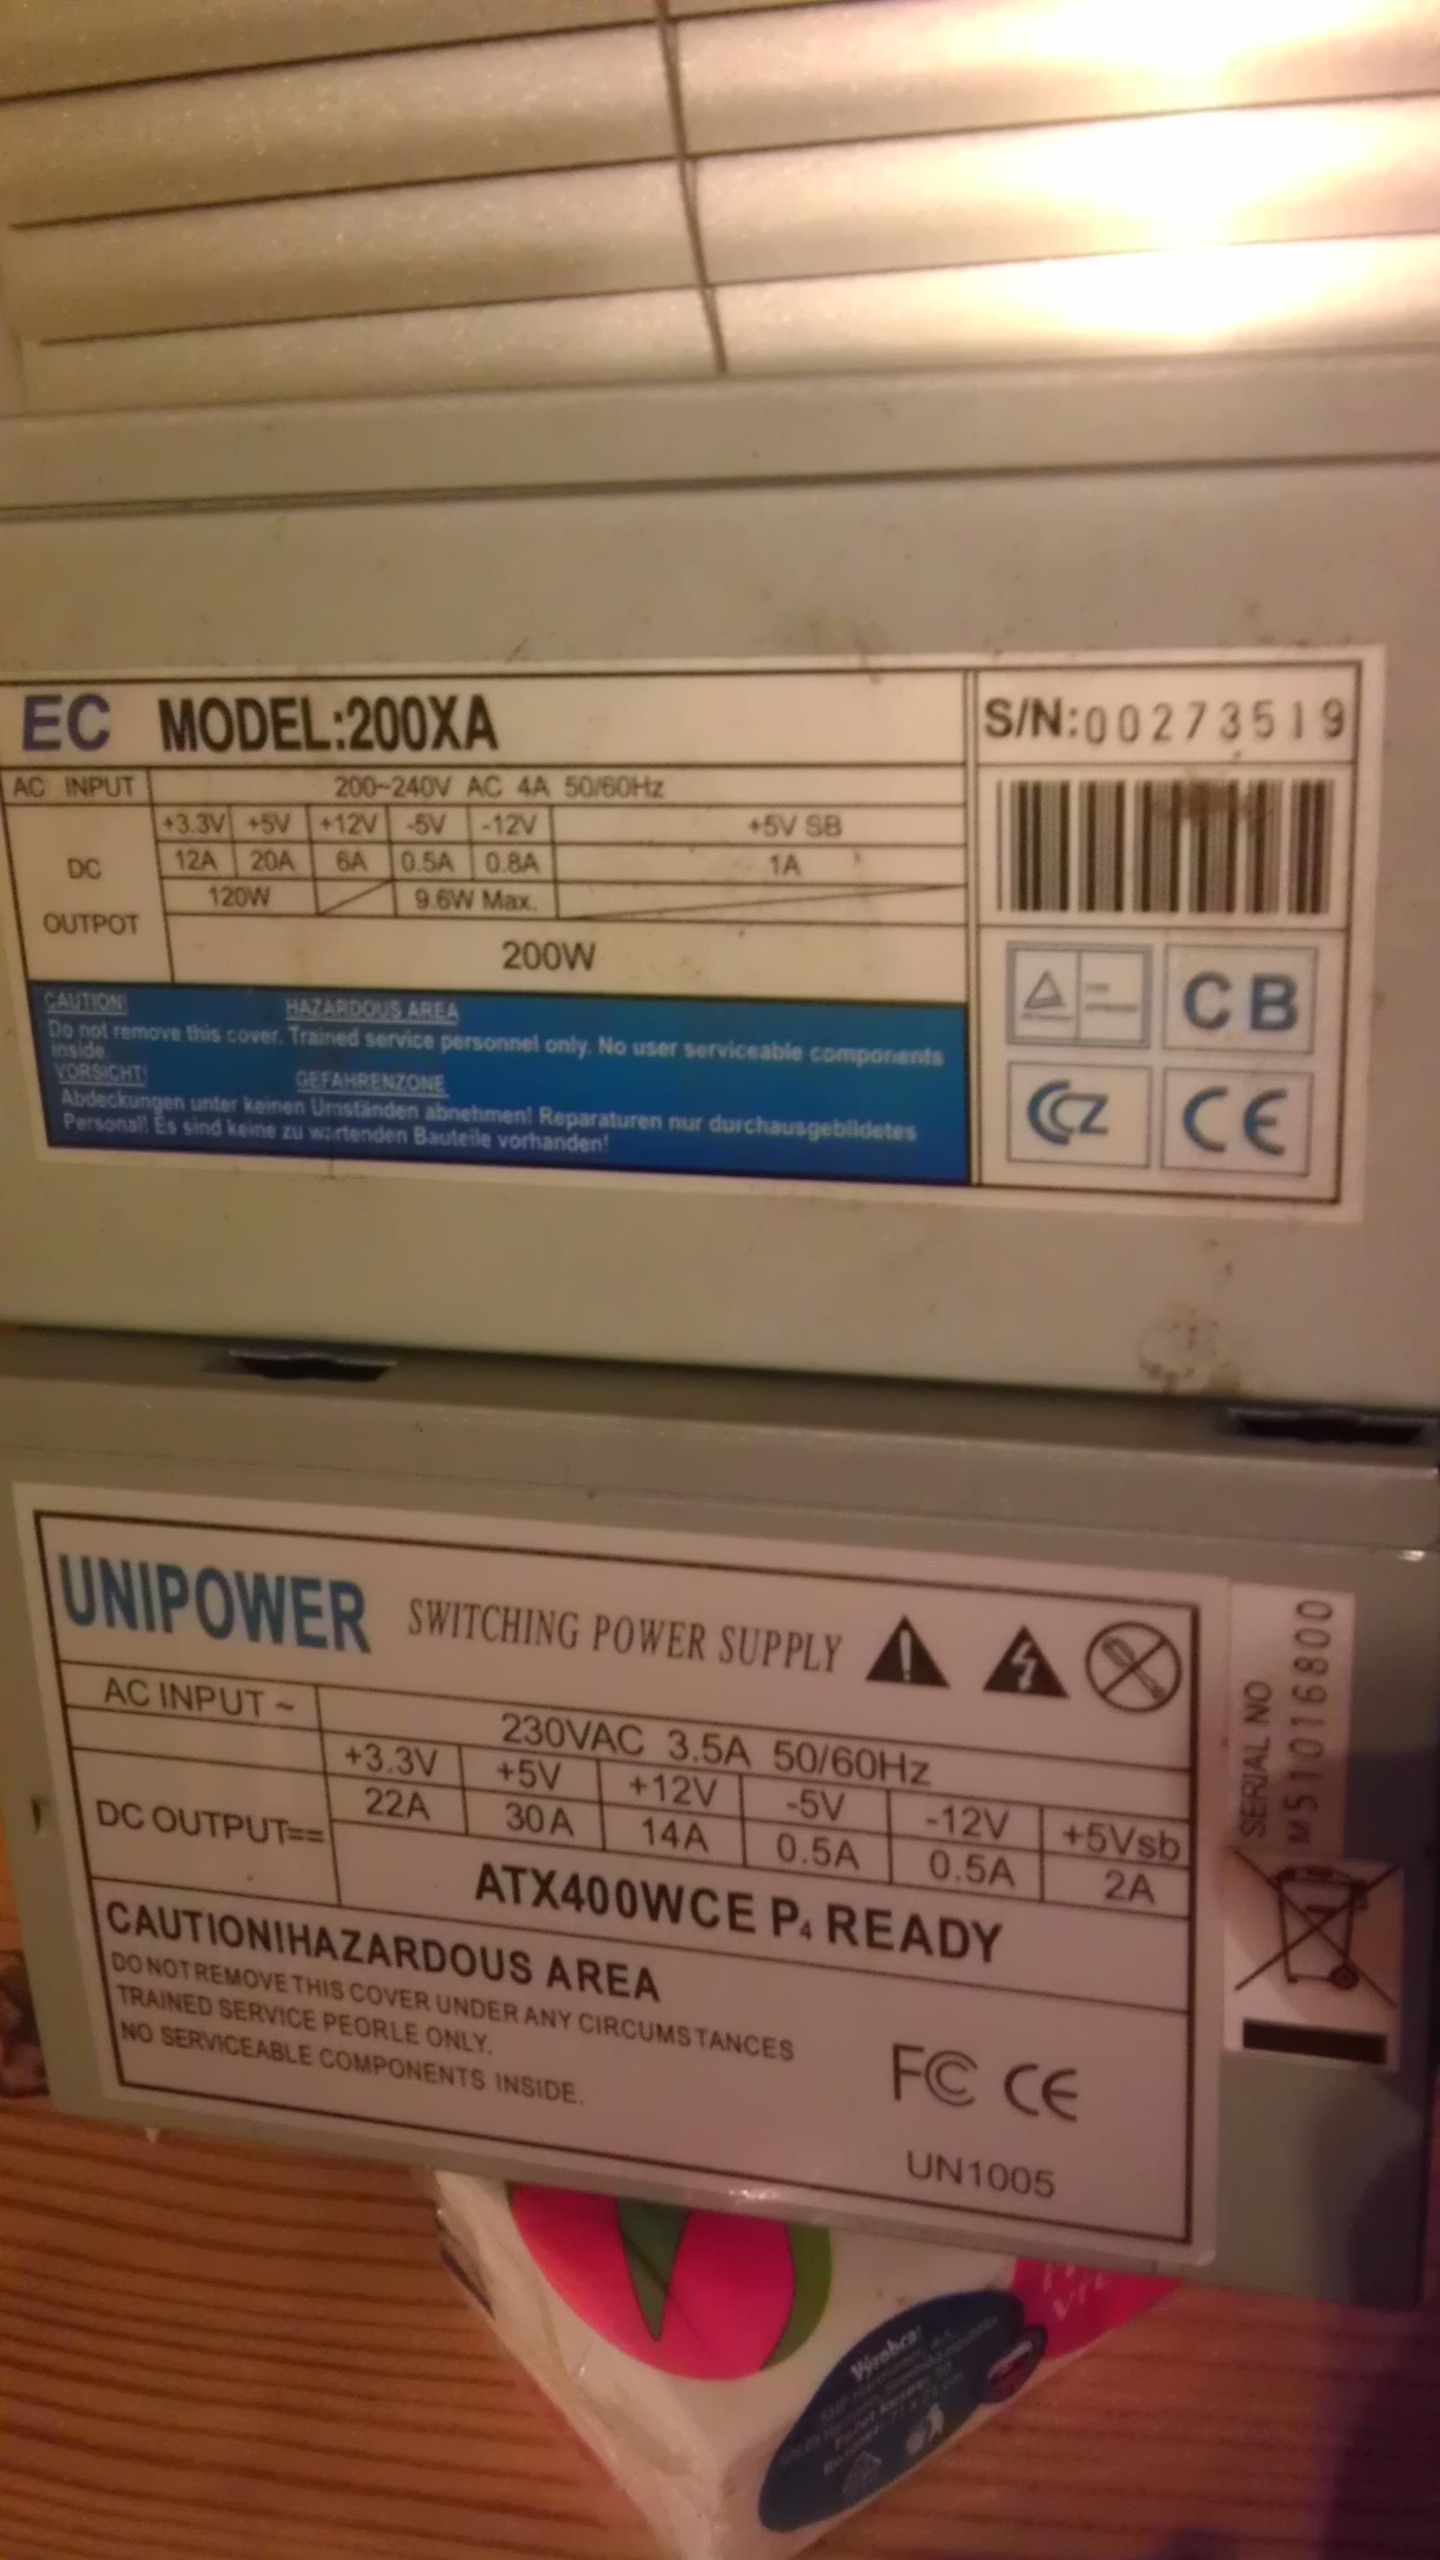 EC MODEL:200XA
S/N:00273519
AC INPUT 200~240V AC 4A 50/60Hz
DC OUTPOT
+3.3V +5V +12V -5V -12V +5V SB
12A 20A 6A 0.5A 0.8A 1A
120W 9.6W Max.
200W
CAUTION! HAZARDOUS AREA
Do not remove this cover. Trained service personnel only. No user serviceable components
inside.
VORSICHT! GEFAHRENZONE
Abdeckungen unter keinen Umständen abnehmen! Reparaturen nur durchausgebildetes
Personal! Es sind keine zu wartenden Bauteile vorhanden!
CB
CCZ
CE
UNIPOWER SWITCHING POWER SUPPLY
AC INPUT ~ 230VAC 3.5A 50/60Hz
+3.3V +5V +12V -5V -12V +5Vsb
DC OUTPUT== 22A 30A 14A 0.5A 0.5A 2A
ATX400WCE P4 READY
CAUTION!HAZARDOUS AREA
DO NOT REMOVE THIS COVER UNDER ANY CIRCUMSTANCES
TRAINED SERVICE PEORLE ONLY.
NO SERVICEABLE COMPONENTS INSIDE.
FC CE
UN1005
SERIAL NO
M51016800
Výrobca: